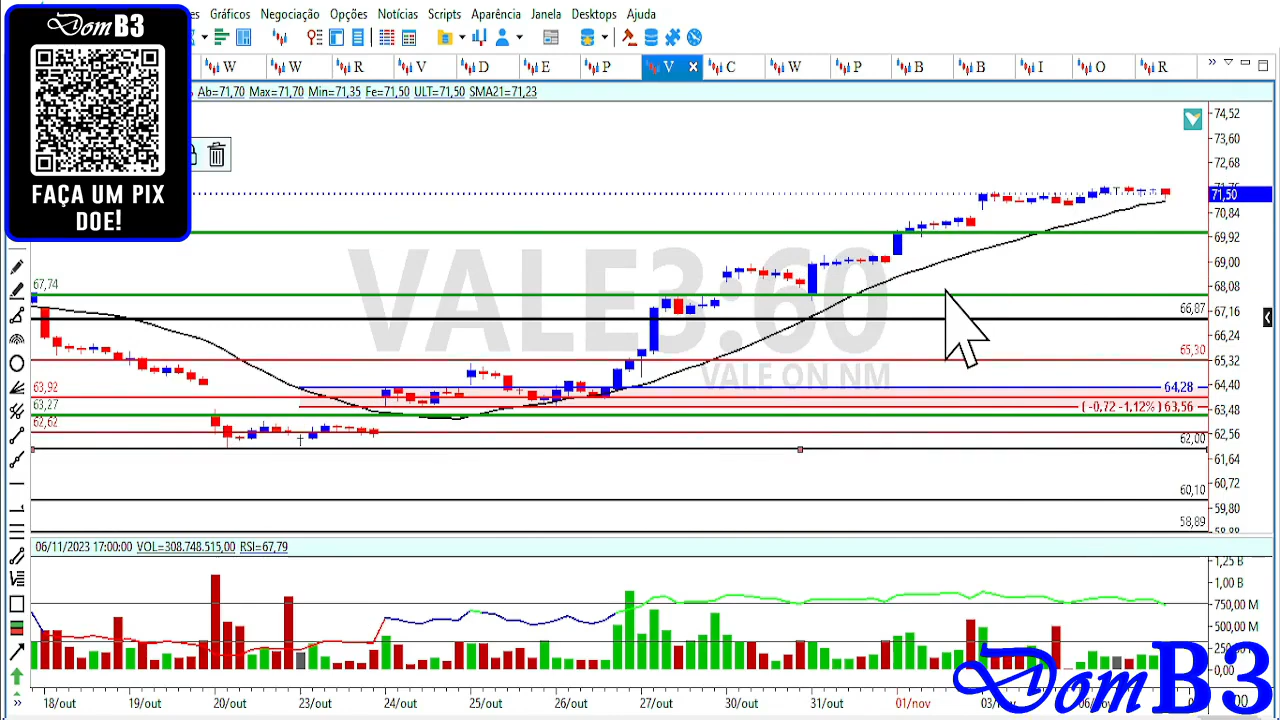 Gráficos Negociação Opções Notícias Scripts Aparência Janela Desktops Ajuda
DomB3
W W R V D E P V C W P B B I O R
Ab=71,70 Max=71,70 Min=71,35 Fe=71,50 ULT=71,50 SMA21=71,23
FAÇA UM PIX
DOE!
74,52
73,60
72,68
71,50
70,84
69,92
69,00
68,08
67,16
66,24
65,32
64,40
63,48
62,56
61,64
60,72
59,80
VALE3:60
VALE ON NM
67,74
66,87
65,30
64,28
63,92
( -0,72 -1,12% ) 63,56
63,27
62,62
62,00
60,10
58,89
06/11/2023 17:00:00 VOL=308.748.515,00 RSI=67,79
1,25 B
1,00 B
750,00 M
500,00 M
18/out 19/out 20/out 23/out 24/out 25/out 26/out 27/out 30/out 31/out 01/nov 03/nov
DomB3